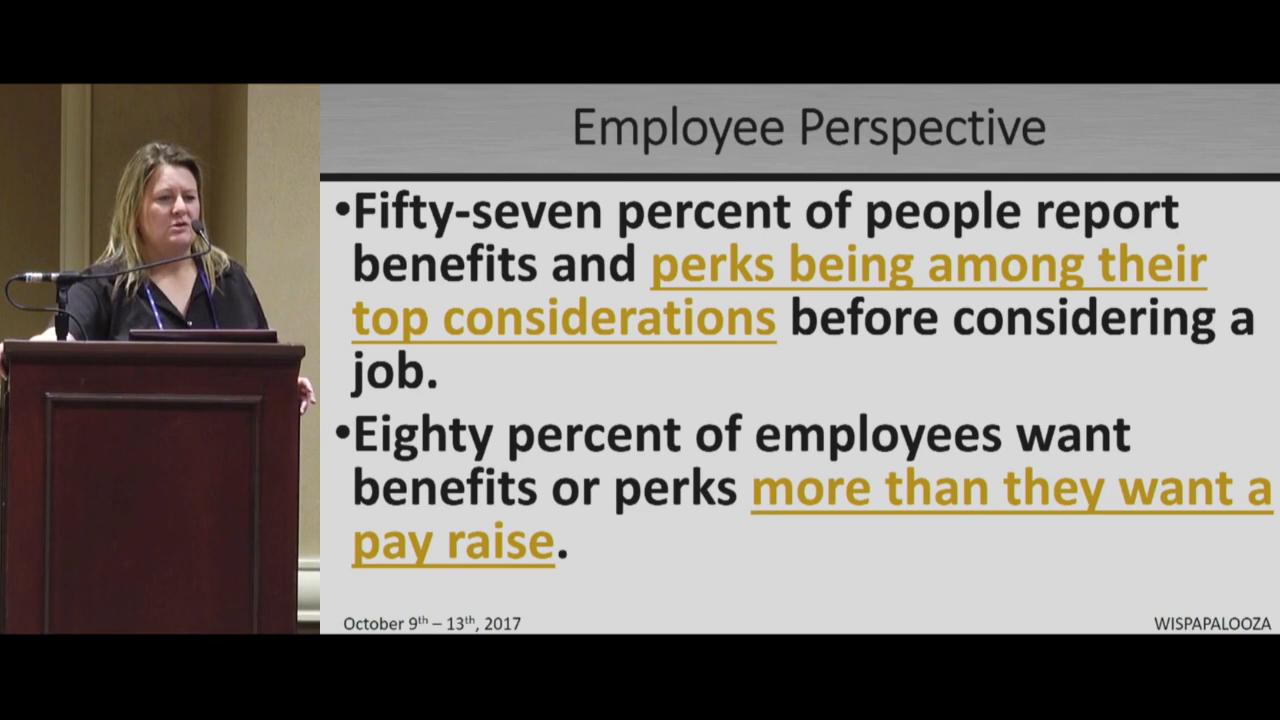 Employee Perspective
•Fifty-seven percent of people report
benefits and perks being among their
top considerations before considering a
job.
•Eighty percent of employees want
benefits or perks more than they want a
pay raise.
October 9th – 13th, 2017
WISPAPALOOZA